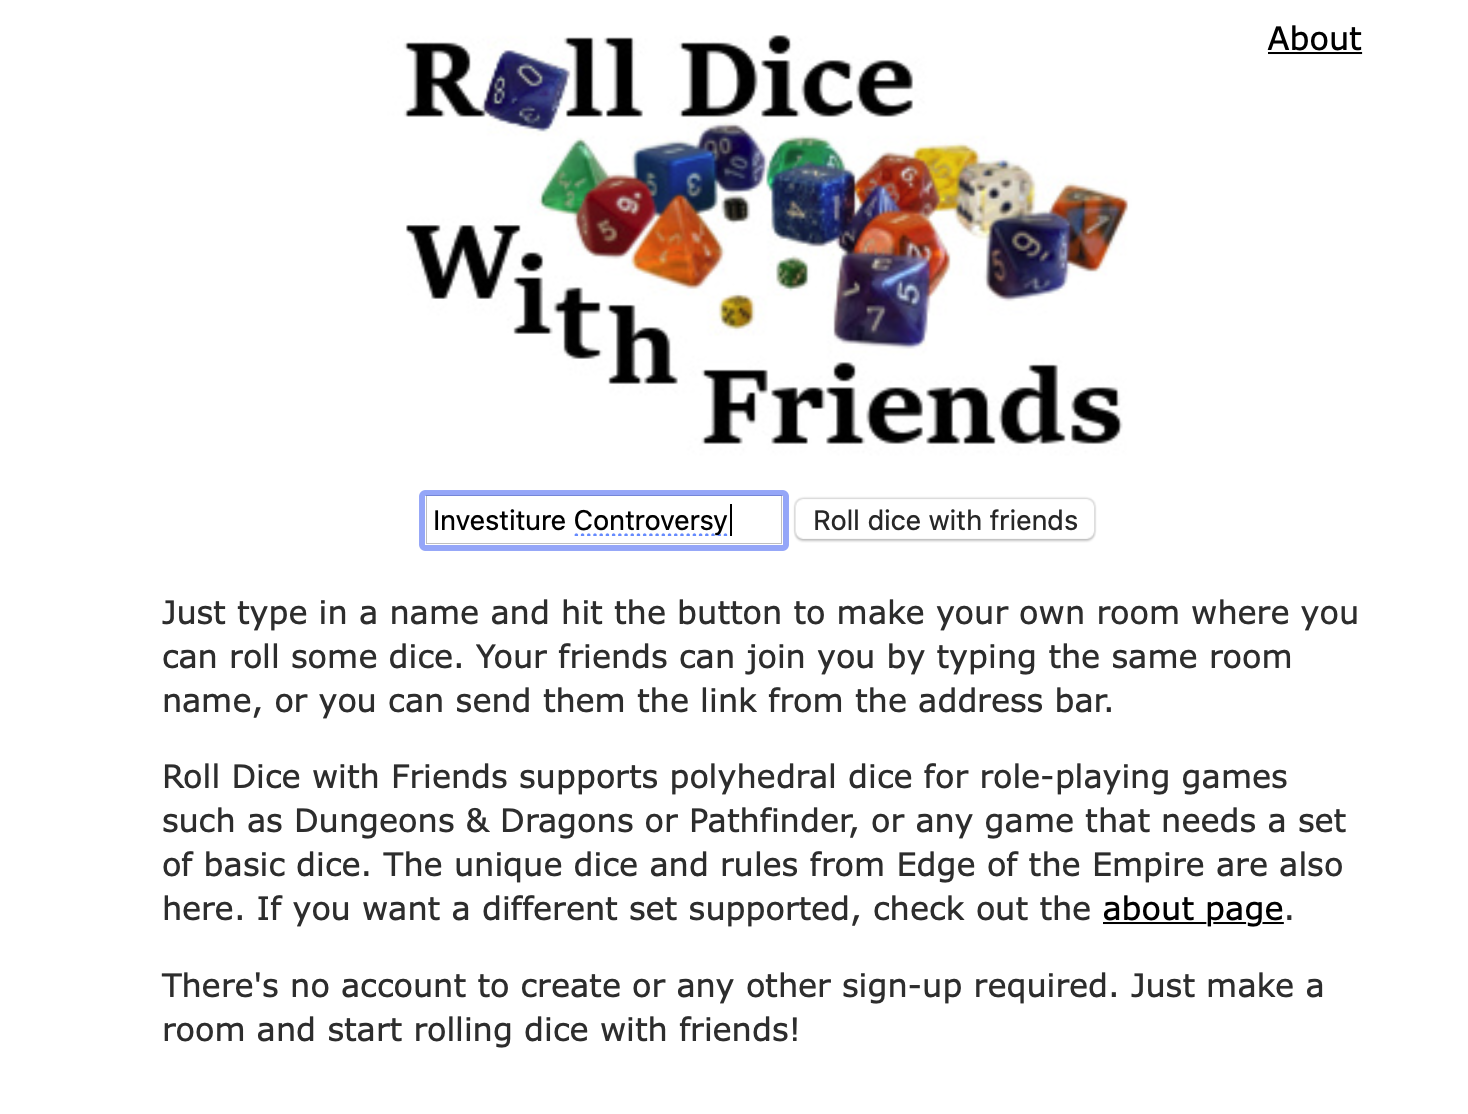 About
Roll Dice
With
Friends
Investiture Controversy
Roll dice with friends
Just type in a name and hit the button to make your own room where you
can roll some dice. Your friends can join you by typing the same room
name, or you can send them the link from the address bar.
Roll Dice with Friends supports polyhedral dice for role-playing games
such as Dungeons & Dragons or Pathfinder, or any game that needs a set
of basic dice. The unique dice and rules from Edge of the Empire are also
here. If you want a different set supported, check out the about page.
There's no account to create or any other sign-up required. Just make a
room and start rolling dice with friends!